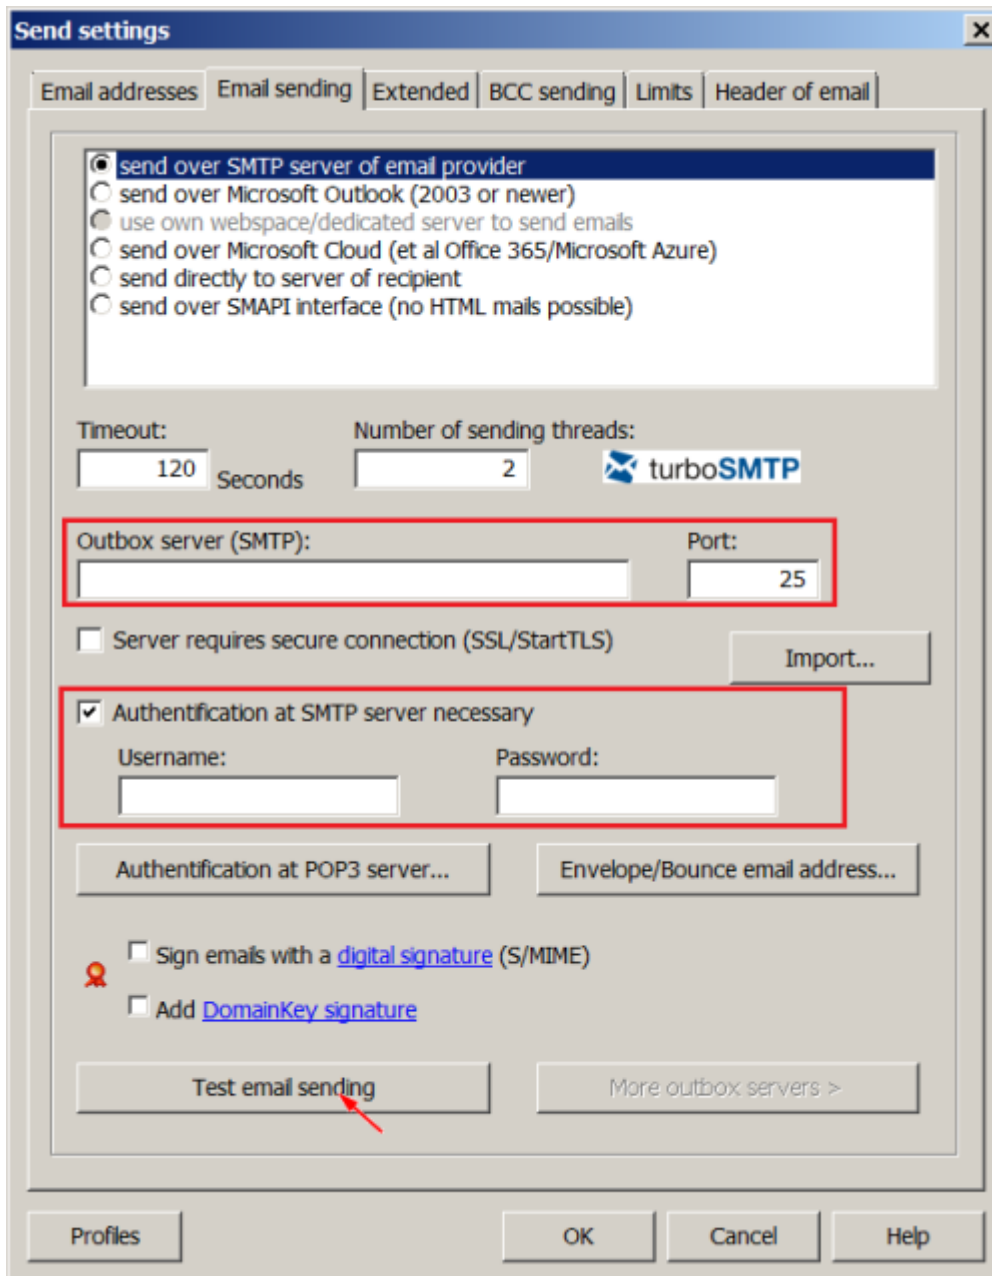 Send settings
Email addresses Email sending Extended BCC sending Limits Header of email
send over SMTP server of email provider
send over Microsoft Outlook (2003 or newer)
use own webspace/dedicated server to send emails
send over Microsoft Cloud (et al Office 365/Microsoft Azure)
send directly to server of recipient
send over SMAPI interface (no HTML mails possible)
Timeout: Number of sending threads:
120 Seconds 2 turboSMTP
Outbox server (SMTP): Port:
25
Server requires secure connection (SSL/StartTLS)
Import...
Authentification at SMTP server necessary
Username: Password:
Authentification at POP3 server... Envelope/Bounce email address...
Sign emails with a digital signature (S/MIME)
Add DomainKey signature
Test email sending More outbox servers >
Profiles OK Cancel Help